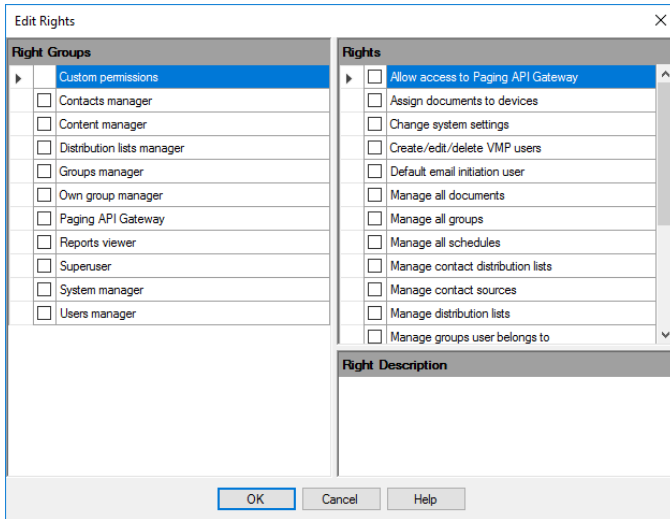 Edit Rights
Right Groups
Custom permissions
Contacts manager
Content manager
Distribution lists manager
Groups manager
Own group manager
Paging API Gateway
Reports viewer
Superuser
System manager
Users manager
Rights
Allow access to Paging API Gateway
Assign documents to devices
Change system settings
Create/edit/delete VMP users
Default email initiation user
Manage all documents
Manage all groups
Manage all schedules
Manage contact distribution lists
Manage contact sources
Manage distribution lists
Manage groups user belongs to
Right Description
OK Cancel Help